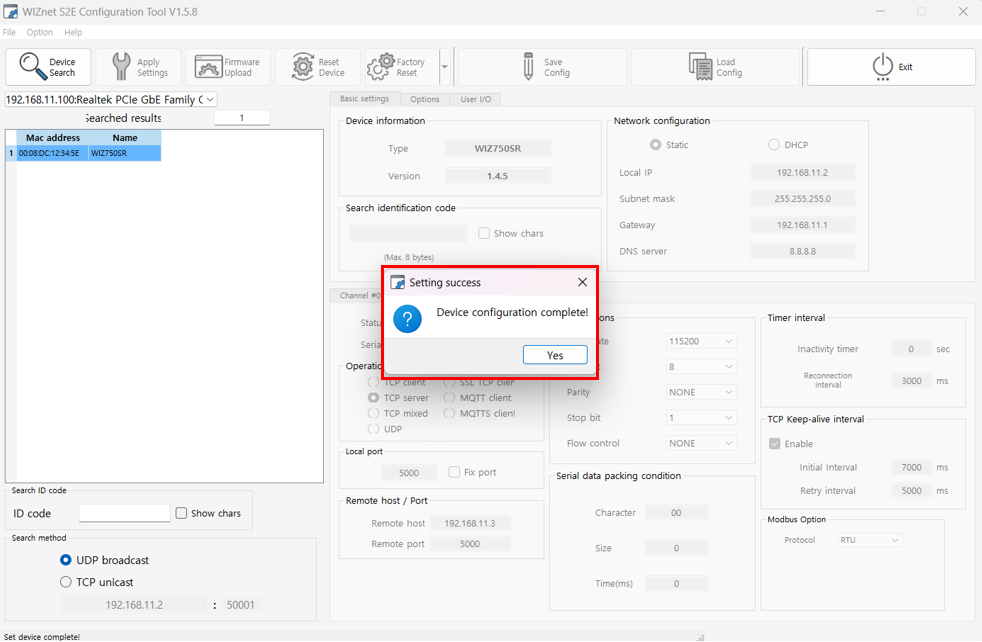 WIZnet S2E Configuration Tool V1.5.8
File Option Help
Device Search
Apply Settings
Firmware Upload
Reset Device
Factory Reset
Save Config
Load Config
Exit
192.168.11.100:Realtek PCIe GbE Family
Searched results 1
Mac address Name
1 00:08:DC:12:34:5E WIZ750SR
Search ID code
ID code
Show chars
Search method
UDP broadcast
TCP unicast
192.168.11.2 : 50001
Set device complete!
Basic settings Options User I/O
Device information
Type WIZ750SR
Version 1.4.5
Search identification code
Show chars
(Max. 8 bytes)
Network configuration
Static DHCP
Local IP 192.168.11.2
Subnet mask 255.255.255.0
Gateway 192.168.11.1
DNS server 8.8.8.8
Setting success
Device configuration complete!
Yes
Channel #0
TCP client SSL TCP
TCP server MQTT client
TCP mixed MQTTS client
UDP
Local port
5000 Fix port
Remote host / Port
Remote host 192.168.11.3
Remote port 5000
115200
8
Parity NONE
Stop bit 1
Flow control NONE
Serial data packing condition
Character 00
Size 0
Time(ms) 0
Timer interval
Inactivity timer 0 sec
Reconnection
interval 3000 ms
TCP Keep-alive interval
Enable
Initial Interval 7000 ms
Retry interval 5000 ms
Modbus Option
Protocol RTU